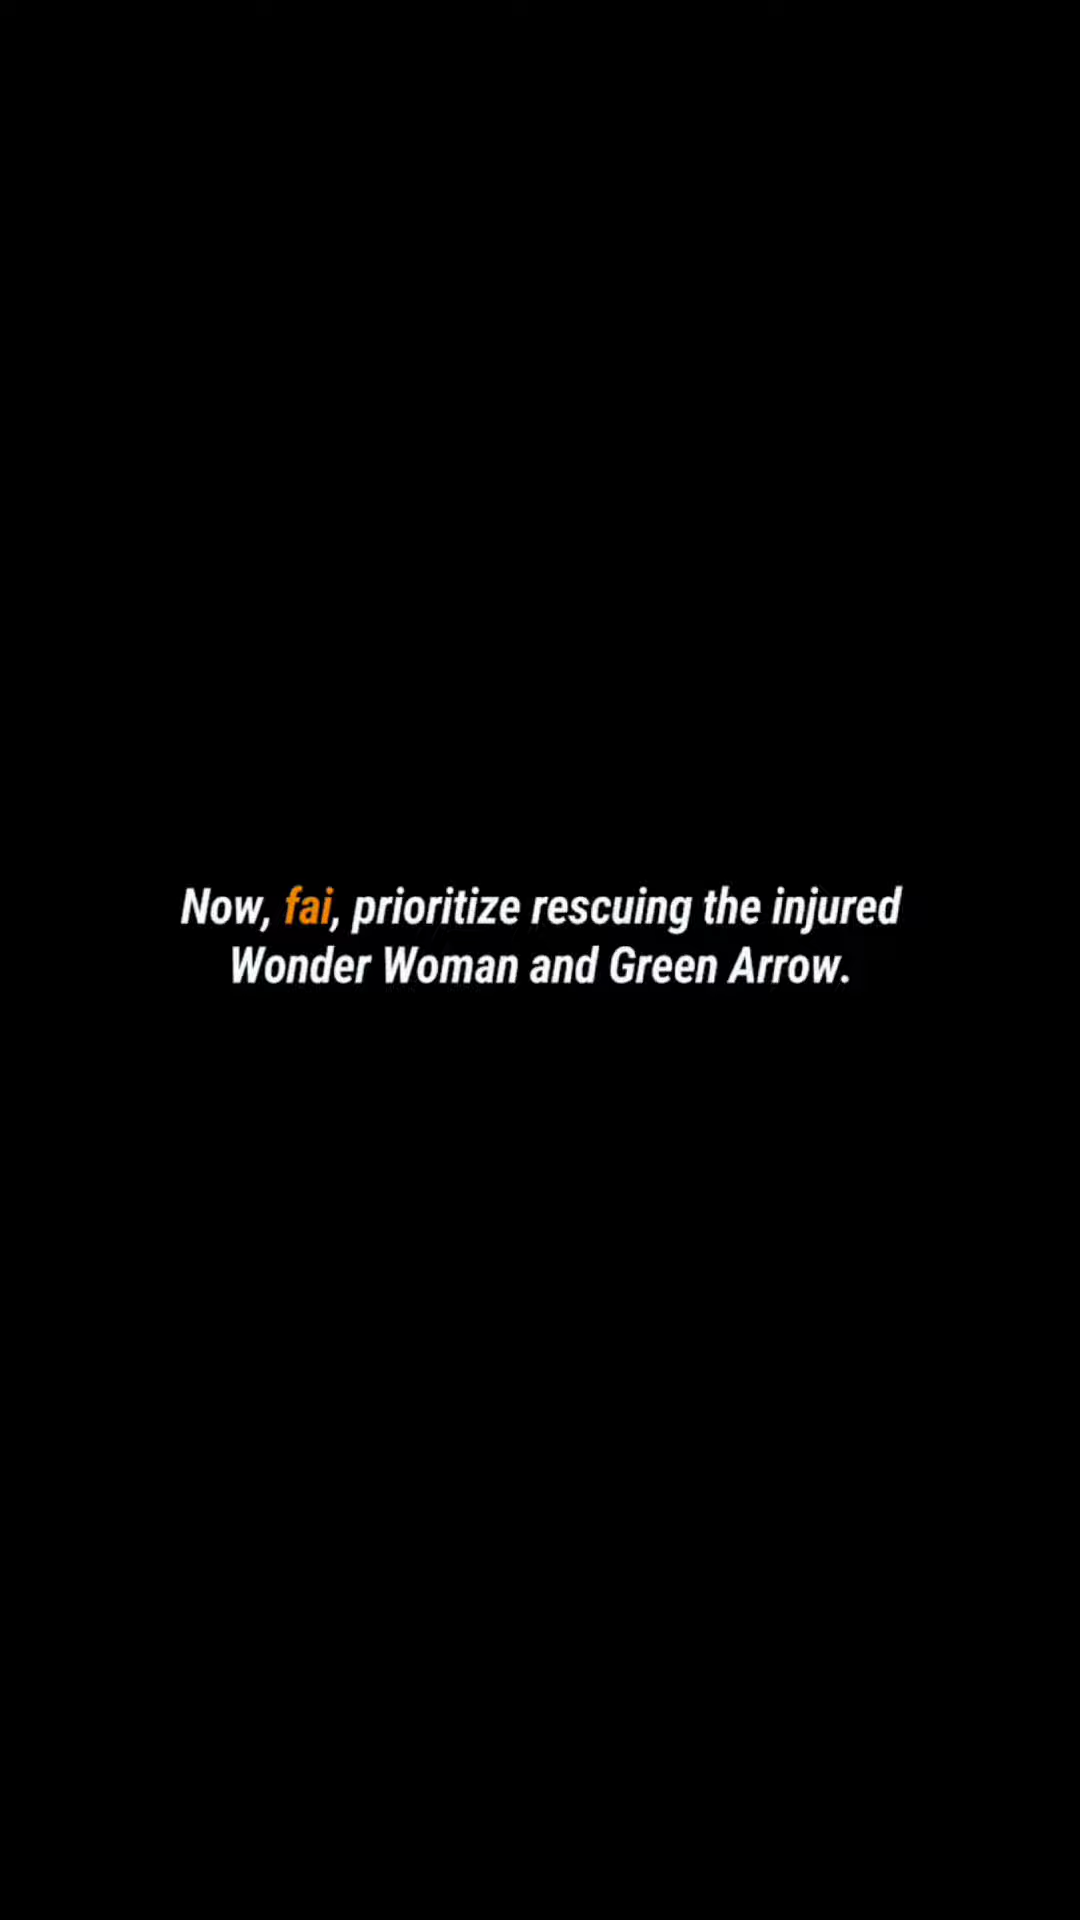 Now, fai, prioritize rescuing the injured
Wonder Woman and Green Arrow.